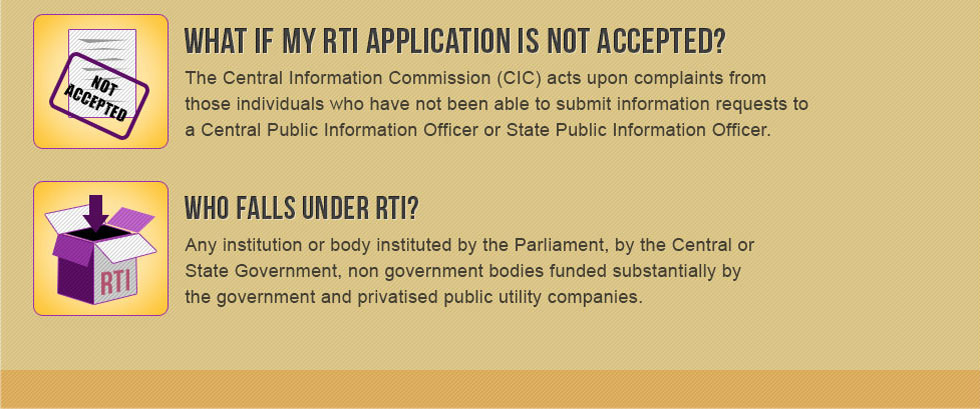 NOT
ACCEPTED
WHAT IF MY RTI APPLICATION IS NOT ACCEPTED?
The Central Information Commission (CIC) acts upon complaints from
those individuals who have not been able to submit information requests to
a Central Public Information Officer or State Public Information Officer.
RTI
WHO FALLS UNDER RTI?
Any institution or body instituted by the Parliament, by the Central or
State Government, non government bodies funded substantially by
the government and privatised public utility companies.